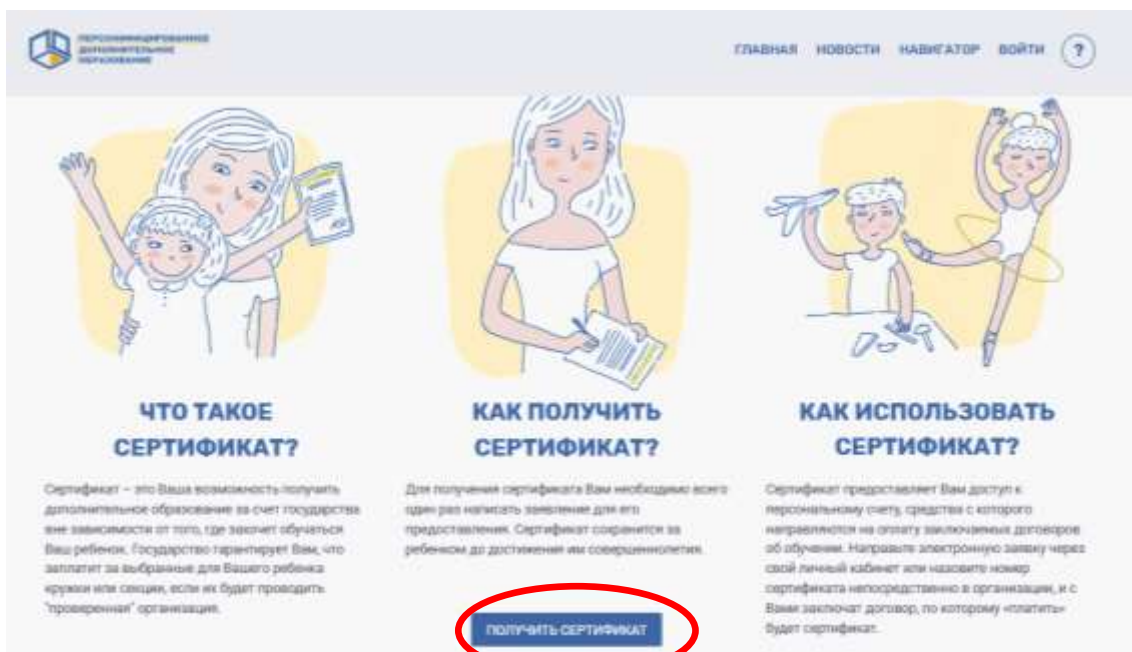 ПЕРСОНИФИЦИРОВАННОЕ
ДОПОЛНИТЕЛЬНОЕ
ОБРАЗОВАНИЕ
ГЛАВНАЯ НОВОСТИ НАВИГАТОР ВОЙТИ ?
ЧТО ТАКОЕ
СЕРТИФИКАТ?
Сертификат – это Ваша возможность получить
дополнительное образование за счет государства
вне зависимости от того, где захочет обучаться
Ваш ребенок. Государство гарантирует Вам, что
заплатит за выбранные для Вашего ребенка
кружки или секции, если их будет проводить
"проверенная" организация.
КАК ПОЛУЧИТЬ
СЕРТИФИКАТ?
Для получения сертификата Вам необходимо всего
один раз написать заявление для его
предоставления. Сертификат сохранится за
ребенком до достижения им совершеннолетия.
ПОЛУЧИТЬ СЕРТИФИКАТ
КАК ИСПОЛЬЗОВАТЬ
СЕРТИФИКАТ?
Сертификат предоставляет Вам доступ к
персональному счету, средства с которого
направляются на оплату заключаемых договоров
об обучении. Направьте электронную заявку через
свой личный кабинет или назовите номер
сертификата непосредственно в организации, и с
Вами заключат договор, по которому «платить»
будет сертификат.